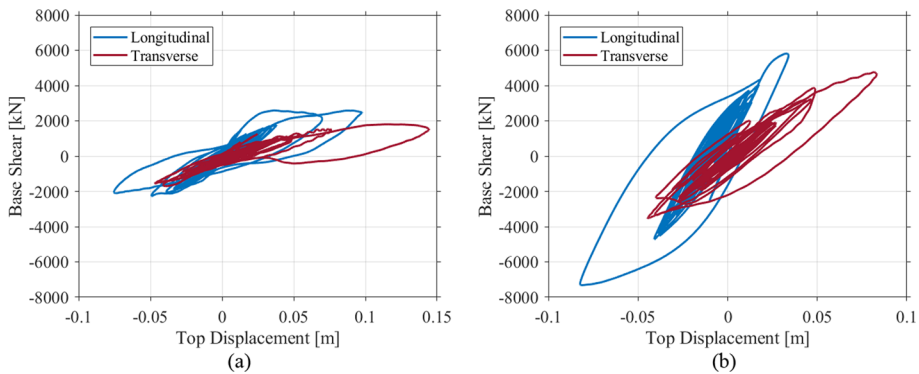 8000
6000
4000
2000
0
-2000
-4000
-6000
-8000
Base Shear [kN]
Longitudinal
Transverse
-0.1
-0.05
0
0.05
0.1
0.15
Top Displacement [m]
(a)
8000
6000
4000
2000
0
-2000
-4000
-6000
-8000
Base Shear [kN]
Longitudinal
Transverse
-0.1
-0.05
0
0.05
0.1
Top Displacement [m]
(b)